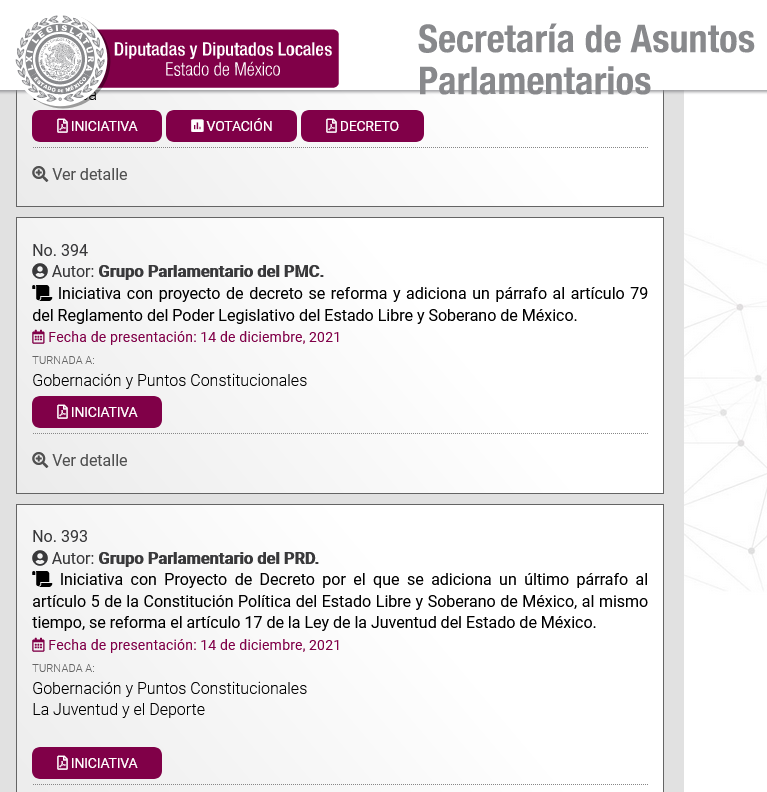 LXI LEGISLATURA
ESTADO DE MÉXICO
Diputadas y Diputados Locales
Estado de México
Secretaría de Asuntos
Parlamentarios
INICIATIVA VOTACIÓN DECRETO
Ver detalle
No. 394
Autor: Grupo Parlamentario del PMC.
Iniciativa con proyecto de decreto se reforma y adiciona un párrafo al artículo 79
del Reglamento del Poder Legislativo del Estado Libre y Soberano de México.
Fecha de presentación: 14 de diciembre, 2021
TURNADA A:
Gobernación y Puntos Constitucionales
INICIATIVA
Ver detalle
No. 393
Autor: Grupo Parlamentario del PRD.
Iniciativa con Proyecto de Decreto por el que se adiciona un último párrafo al
artículo 5 de la Constitución Política del Estado Libre y Soberano de México, al mismo
tiempo, se reforma el artículo 17 de la Ley de la Juventud del Estado de México.
Fecha de presentación: 14 de diciembre, 2021
TURNADA A:
Gobernación y Puntos Constitucionales
La Juventud y el Deporte
INICIATIVA